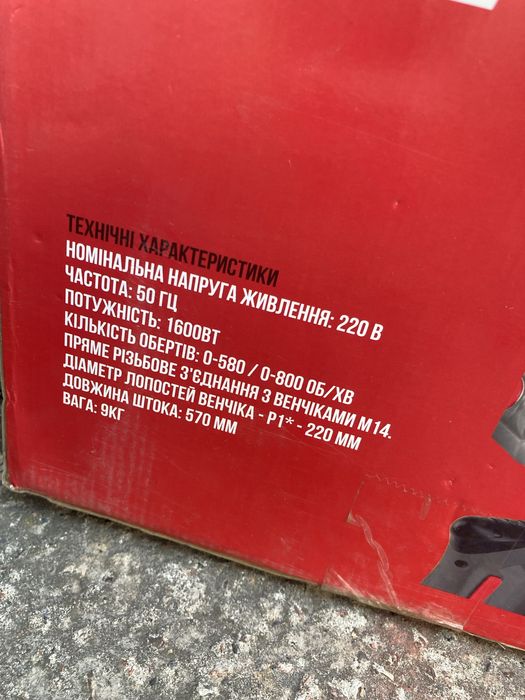 ТЕХНІЧНІ ХАРАКТЕРИСТИКИ
НОМІНАЛЬНА НАПРУГА ЖИВЛЕННЯ: 220 В
ЧАСТОТА: 50 ГЦ
ПОТУЖНІСТЬ: 1600ВТ
КІЛЬКІСТЬ ОБЕРТІВ: 0-580 / 0-800 ОБ/ХВ
ПРЯМЕ РІЗЬБОВЕ З'ЄДНАННЯ З ВЕНЧІКАМИ М14.
ДІАМЕТР ЛОПОСТЕЙ ВЕНЧІКА - P1* - 220 ММ
ДОВЖИНА ШТОКА: 570 ММ
ВАГА: 9КГ